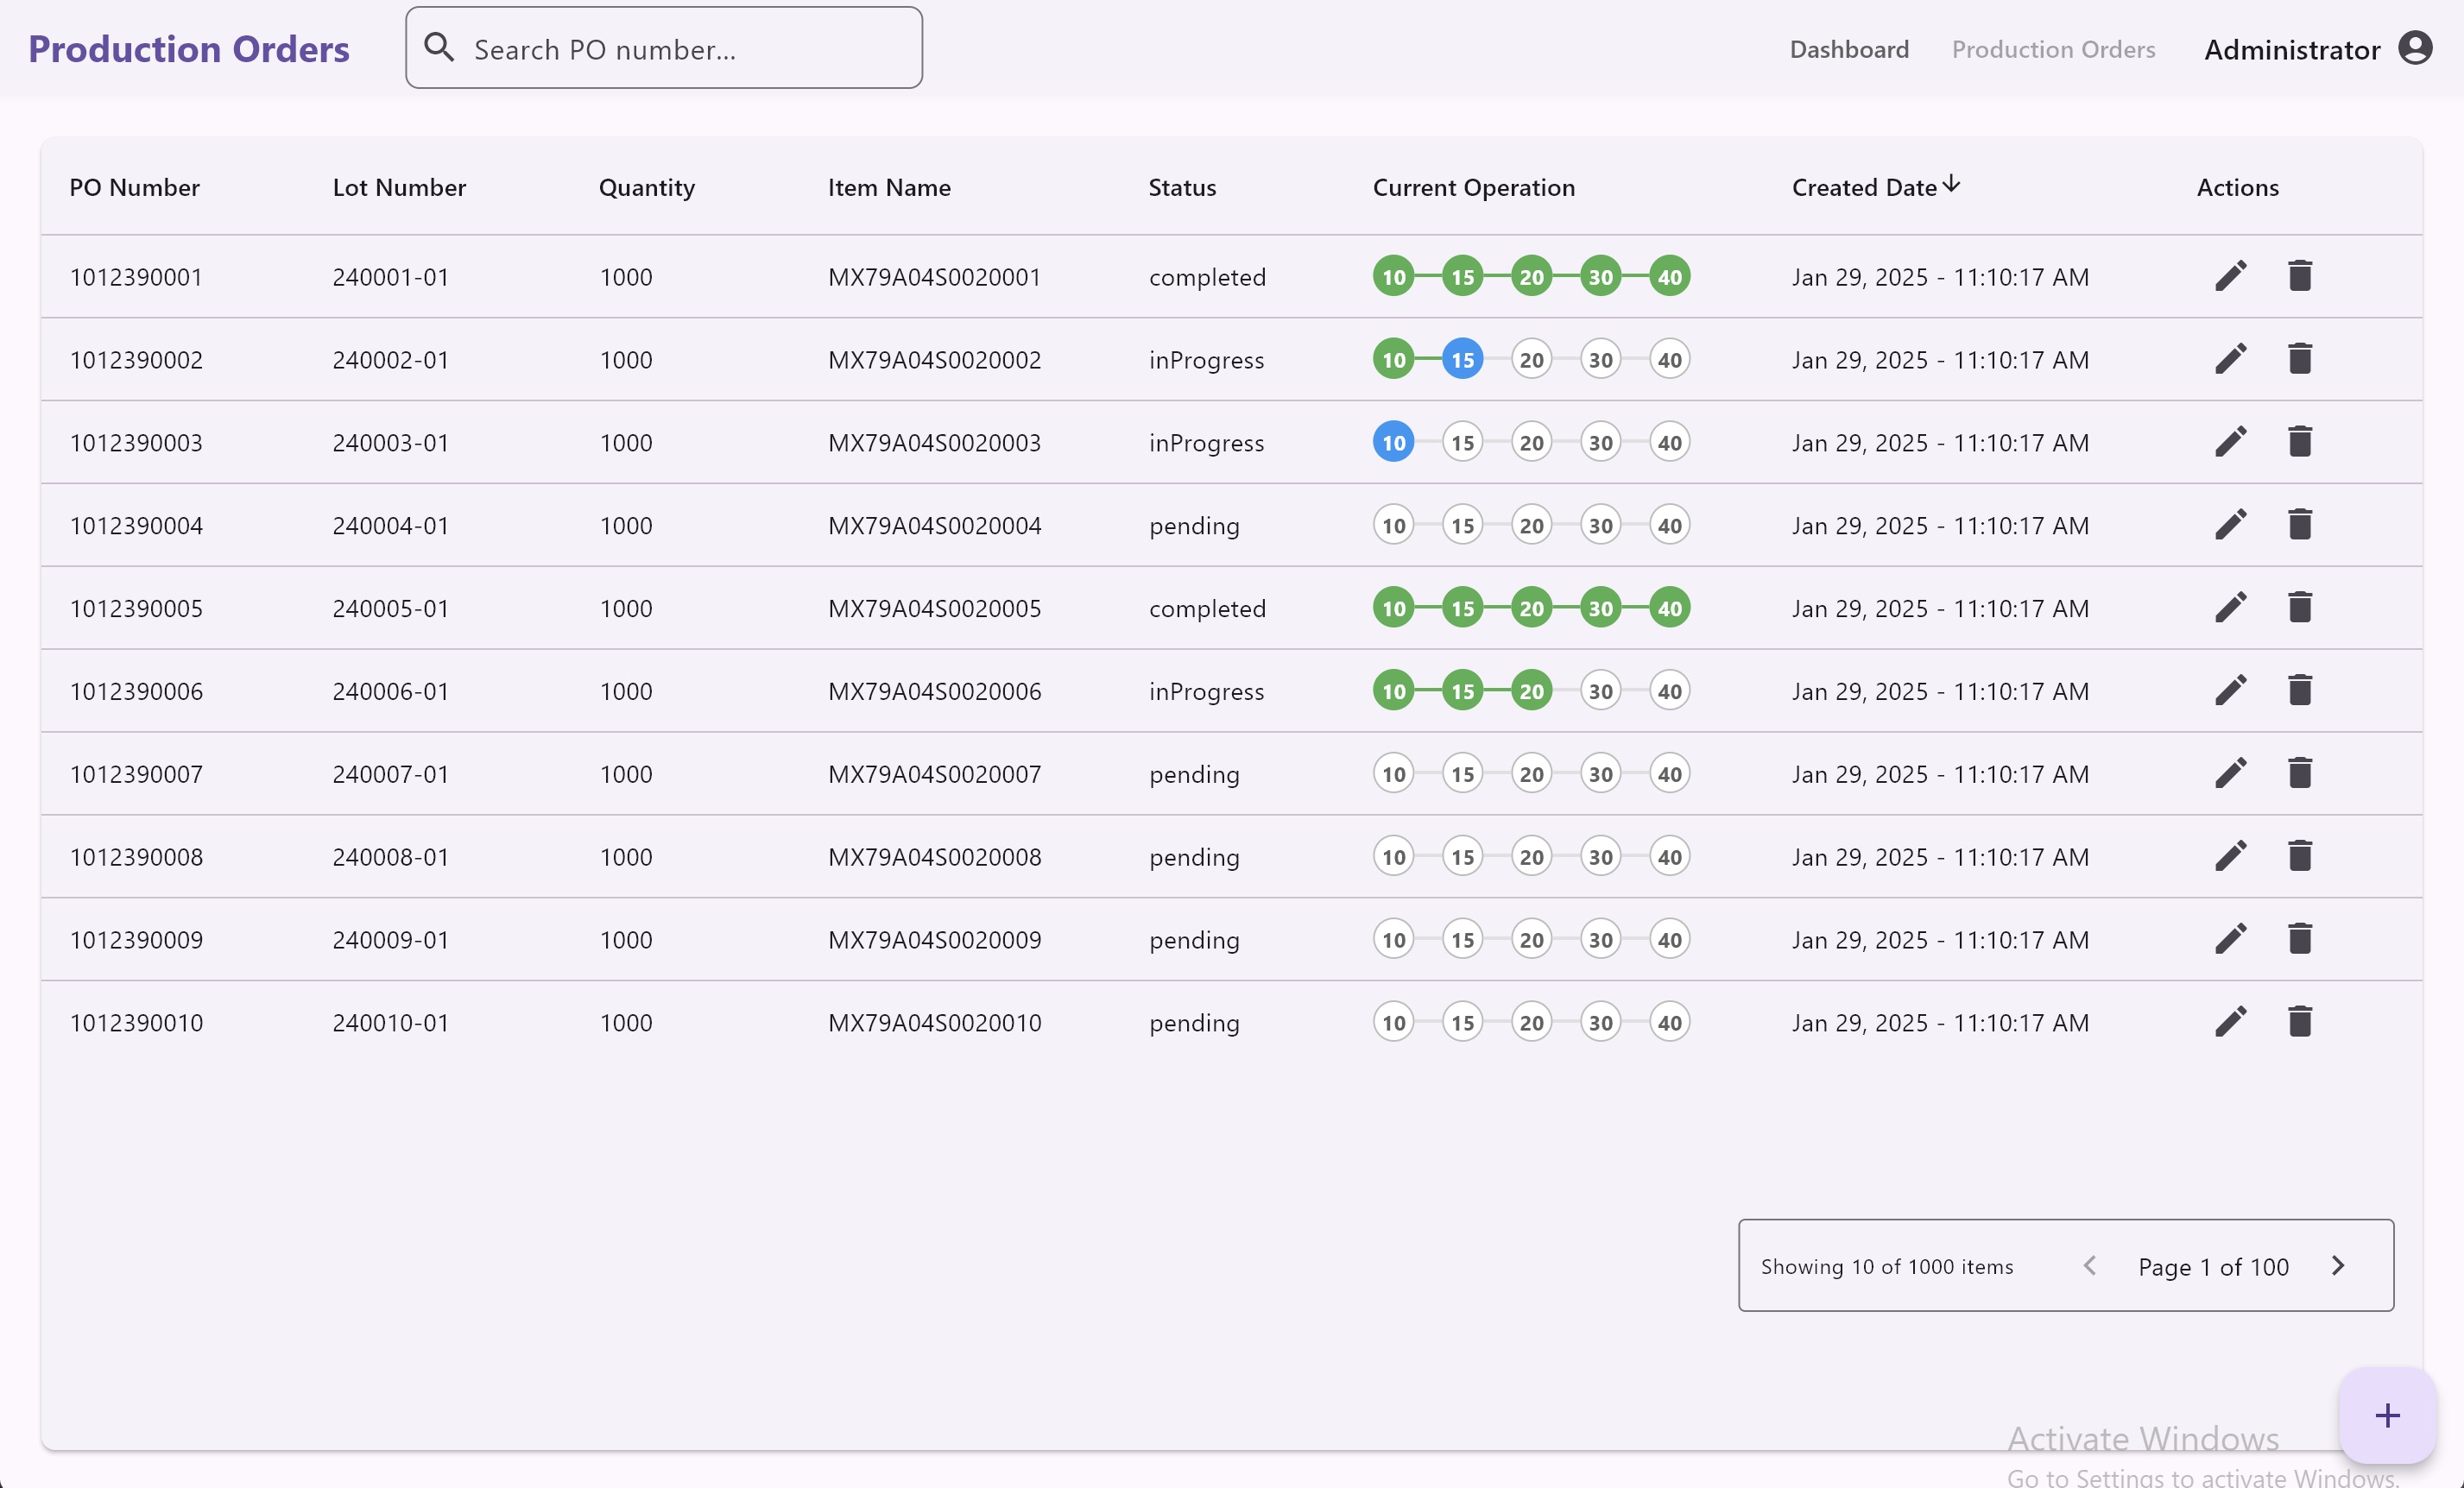 Production Orders
Search PO number...
Dashboard Production Orders Administrator
PO Number Lot Number Quantity Item Name Status Current Operation Created Date Actions
1012390001 240001-01 1000 MX79A04S0020001 completed 10 15 20 30 40 Jan 29, 2025 - 11:10:17 AM
1012390002 240002-01 1000 MX79A04S0020002 inProgress 10 15 20 30 40 Jan 29, 2025 - 11:10:17 AM
1012390003 240003-01 1000 MX79A04S0020003 inProgress 10 15 20 30 40 Jan 29, 2025 - 11:10:17 AM
1012390004 240004-01 1000 MX79A04S0020004 pending 10 15 20 30 40 Jan 29, 2025 - 11:10:17 AM
1012390005 240005-01 1000 MX79A04S0020005 completed 10 15 20 30 40 Jan 29, 2025 - 11:10:17 AM
1012390006 240006-01 1000 MX79A04S0020006 inProgress 10 15 20 30 40 Jan 29, 2025 - 11:10:17 AM
1012390007 240007-01 1000 MX79A04S0020007 pending 10 15 20 30 40 Jan 29, 2025 - 11:10:17 AM
1012390008 240008-01 1000 MX79A04S0020008 pending 10 15 20 30 40 Jan 29, 2025 - 11:10:17 AM
1012390009 240009-01 1000 MX79A04S0020009 pending 10 15 20 30 40 Jan 29, 2025 - 11:10:17 AM
1012390010 240010-01 1000 MX79A04S0020010 pending 10 15 20 30 40 Jan 29, 2025 - 11:10:17 AM
Showing 10 of 1000 items Page 1 of 100
Activate Windows
Go to Settings to activate Windows.